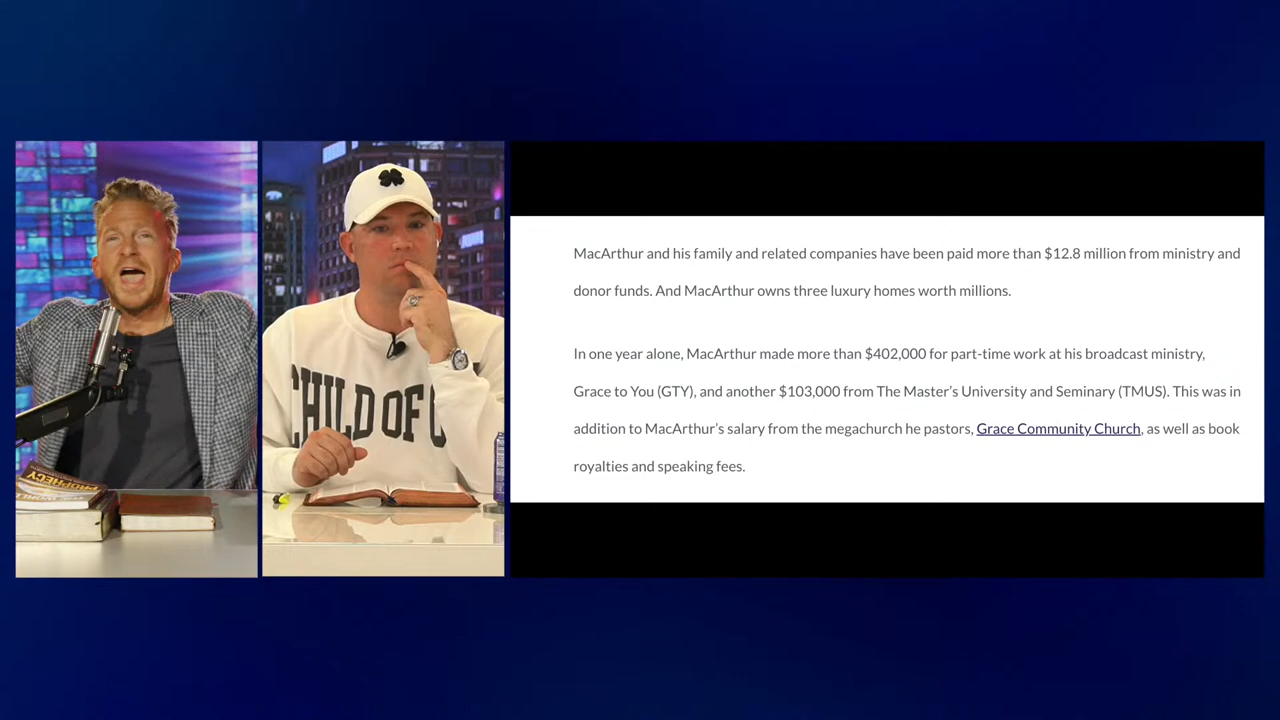 MacArthur and his family and related companies have been paid more than $12.8 million from ministry and
donor funds. And MacArthur owns three luxury homes worth millions.
In one year alone, MacArthur made more than $402,000 for part-time work at his broadcast ministry,
Grace to You (GTY), and another $103,000 from The Master's University and Seminary (TMUS). This was in
addition to MacArthur's salary from the megachurch he pastors, Grace Community Church, as well as book
royalties and speaking fees.
CHILD OF G
PROPHECY